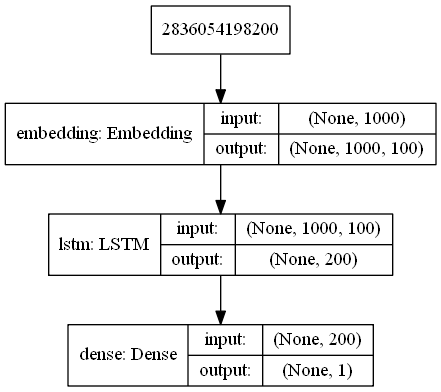 2836054198200
embedding: Embedding
input: (None, 1000)
output: (None, 1000, 100)
lstm: LSTM
input: (None, 1000, 100)
output: (None, 200)
dense: Dense
input: (None, 200)
output: (None, 1)